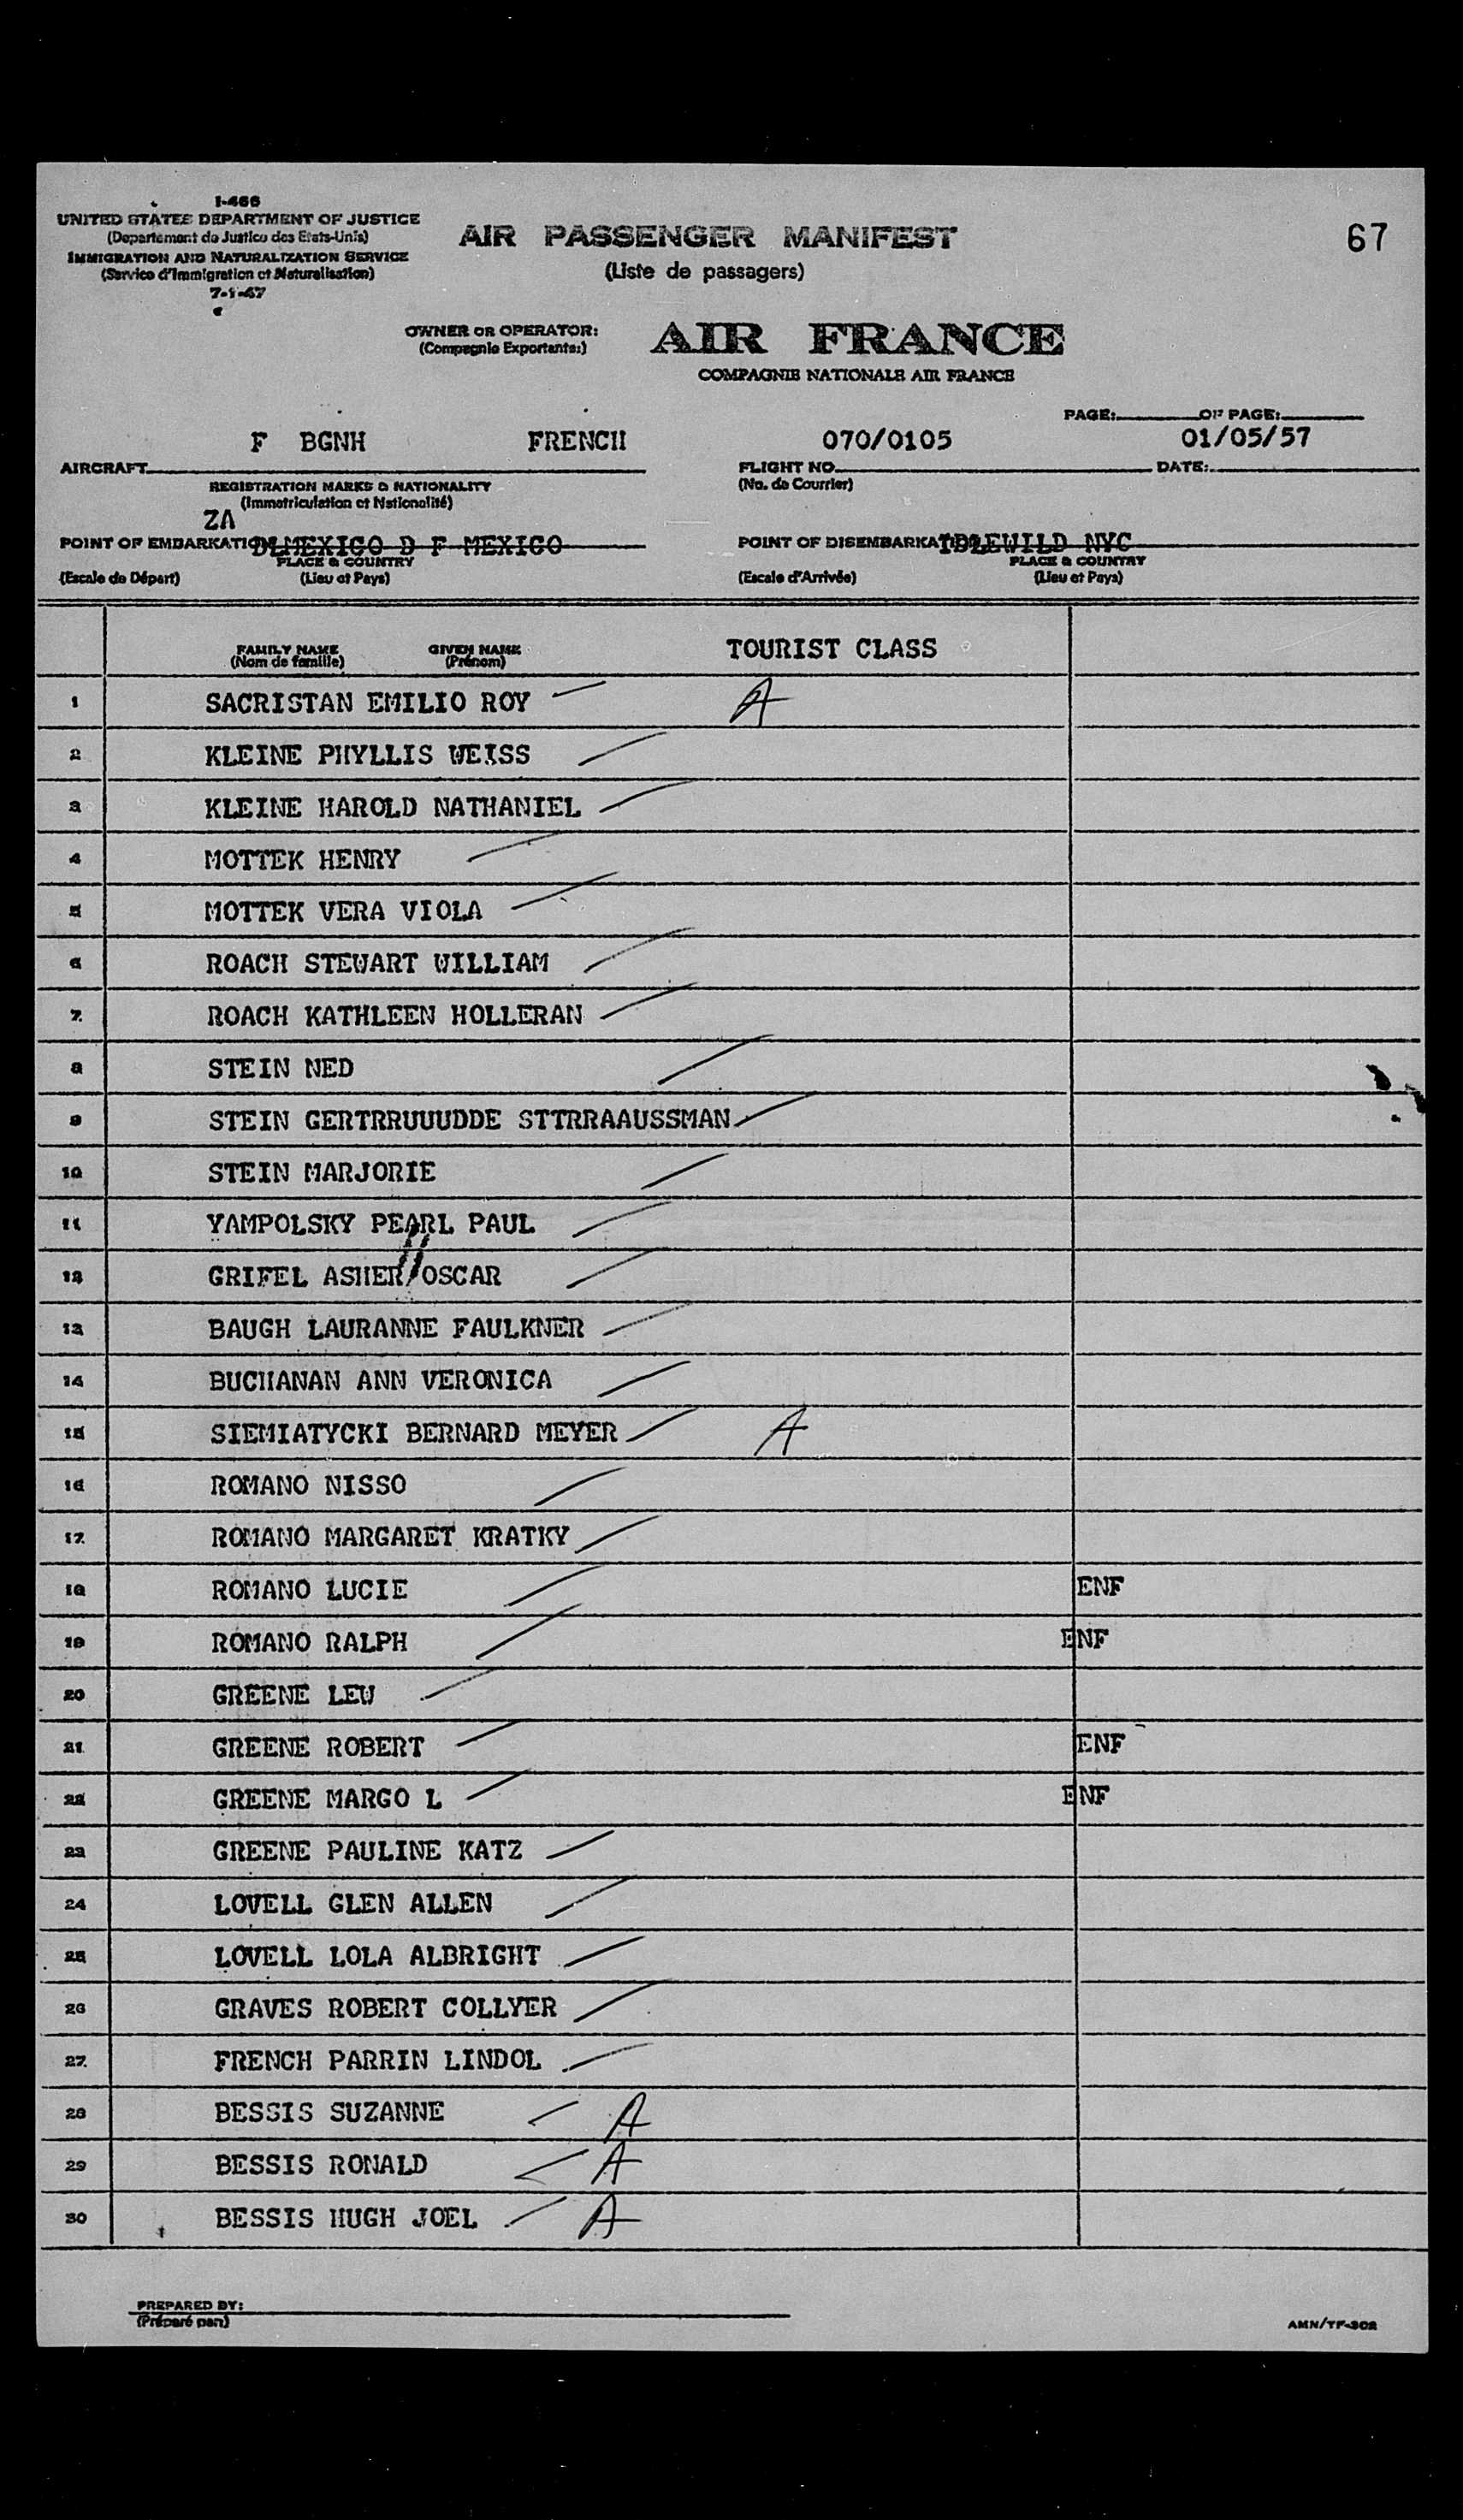 67
I-466
UNITED STATES DEPARTMENT OF JUSTICE
(Departement de Justice des Etats-Unis)
IMMIGRATION AND NATURALIZATION SERVICE
(Service d'Immigration et Naturalisation)
7-1-47
AIR PASSENGER MANIFEST
(Liste de passagers)
OWNER OR OPERATOR:
(Compagnie Exportante:)
AIR FRANCE
COMPAGNIE NATIONALE AIR FRANCE
PAGE: OF PAGE:
F BGNH FRENCH 070/0105 01/05/57
AIRCRAFT FLIGHT NO. DATE:
REGISTRATION MARKS & NATIONALITY (No. de Courrier)
(Immatriculation et Nationalité)
ZA
POINT OF EMBARKATION MEXICO D F MEXICO POINT OF DISEMBARKATION IDLEWILD NYC
PLACE & COUNTRY PLACE & COUNTRY
(Escale de Départ) (Lieu et Pays) (Escale d'Arrivée) (Lieu et Pays)
FAMILY NAME GIVEN NAME TOURIST CLASS
(Nom de famille) (Prénom)
1 SACRISTAN EMILIO ROY A
2 KLEINE PHYLLIS WEISS
3 KLEINE HAROLD NATHANIEL
4 MOTTEK HENRY
5 MOTTEK VERA VIOLA
6 ROACH STEWART WILLIAM
7 ROACH KATHLEEN HOLLERAN
8 STEIN NED
9 STEIN GERTRRUUUDDE STTRRAAUSSMAN
10 STEIN MARJORIE
11 YAMPOLSKY PEARL PAUL
12 GRIFEL ASHER OSCAR
13 BAUGH LAURANNE FAULKNER
14 BUCHANAN ANN VERONICA
15 SIEMIATYCKI BERNARD MEYER A
16 ROMANO NISSO
17 ROMANO MARGARET KRATKY
18 ROMANO LUCIE ENF
19 ROMANO RALPH ENF
20 GREENE LEW
21 GREENE ROBERT ENF
22 GREENE MARGO L ENF
23 GREENE PAULINE KATZ
24 LOVELL GLEN ALLEN
25 LOVELL LOLA ALBRIGHT
26 GRAVES ROBERT COLLYER
27 FRENCH PARRIN LINDOL
28 BESSIS SUZANNE A
29 BESSIS RONALD A
30 BESSIS HUGH JOEL A
PREPARED BY:
(Préparé par)
AMN/TF-302